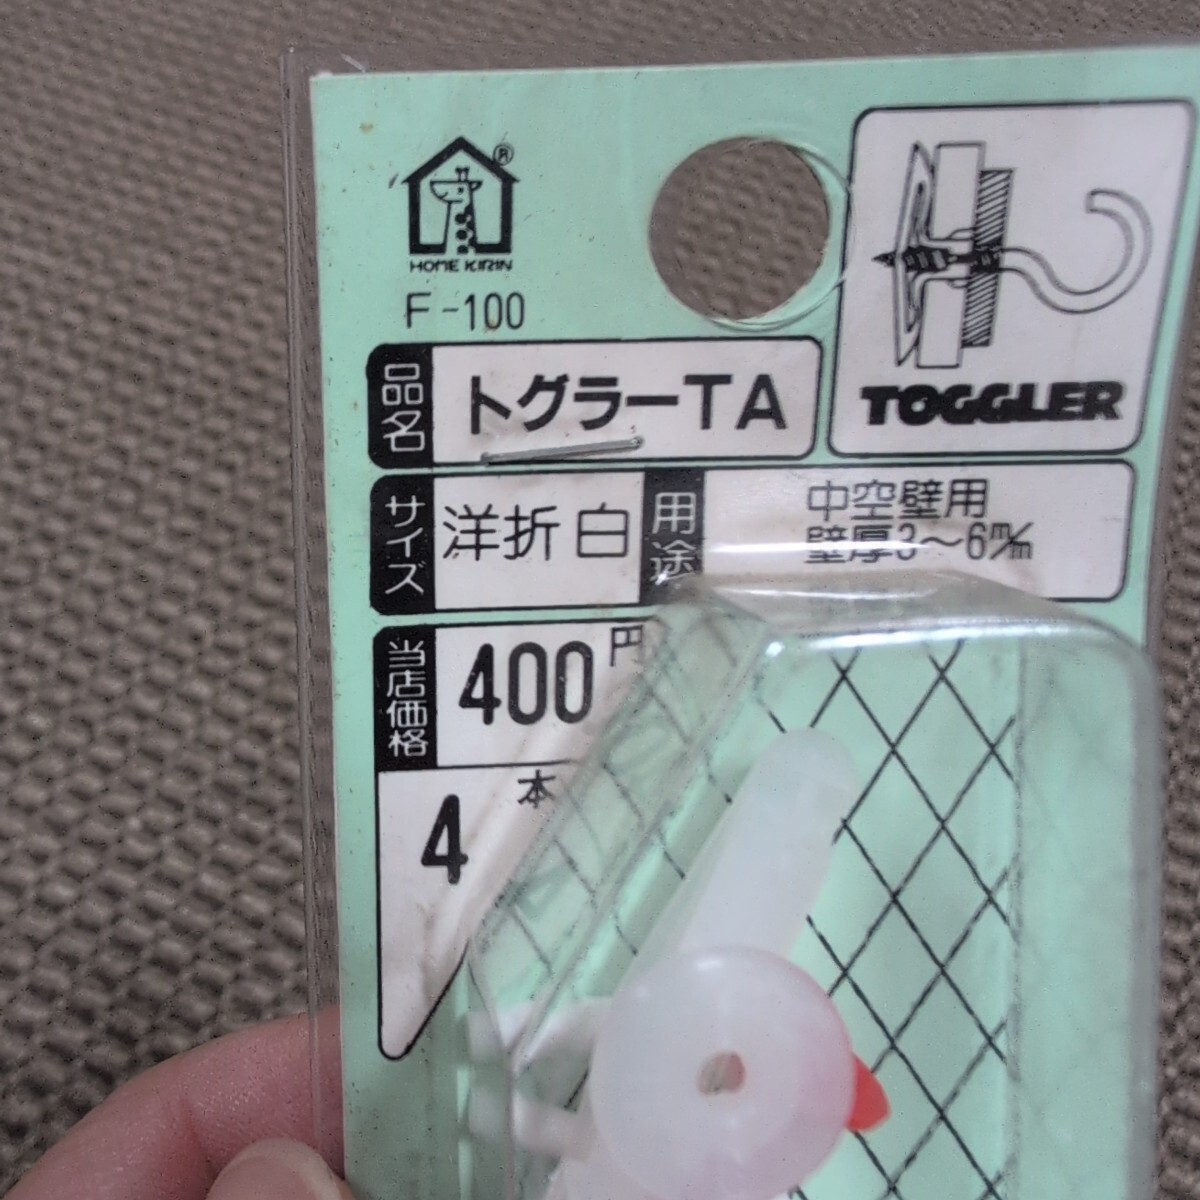 ®
HOME KIRIN
F-100
TOGGLER
品名 トグラーTA
サイズ 洋折 白 用途 中空壁用
壁厚3〜6m/m
当店価格 400円
4本